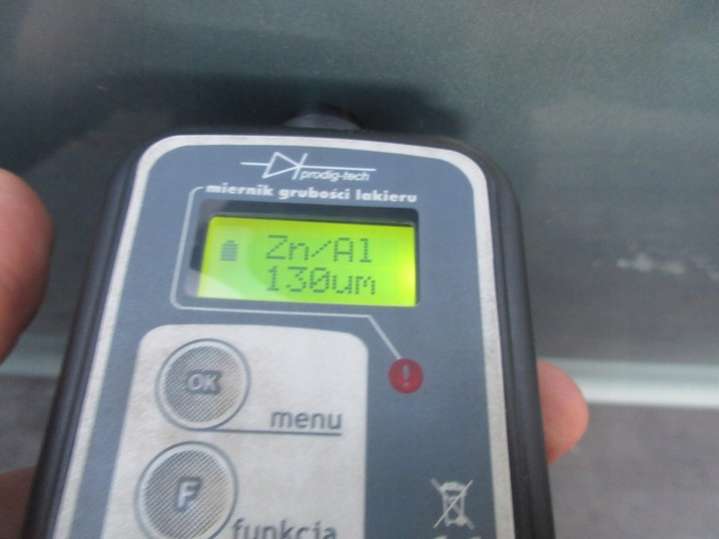 prodig-tech
miernik grubości lakieru
Zn/Al
130um
OK
menu
F
funkcja